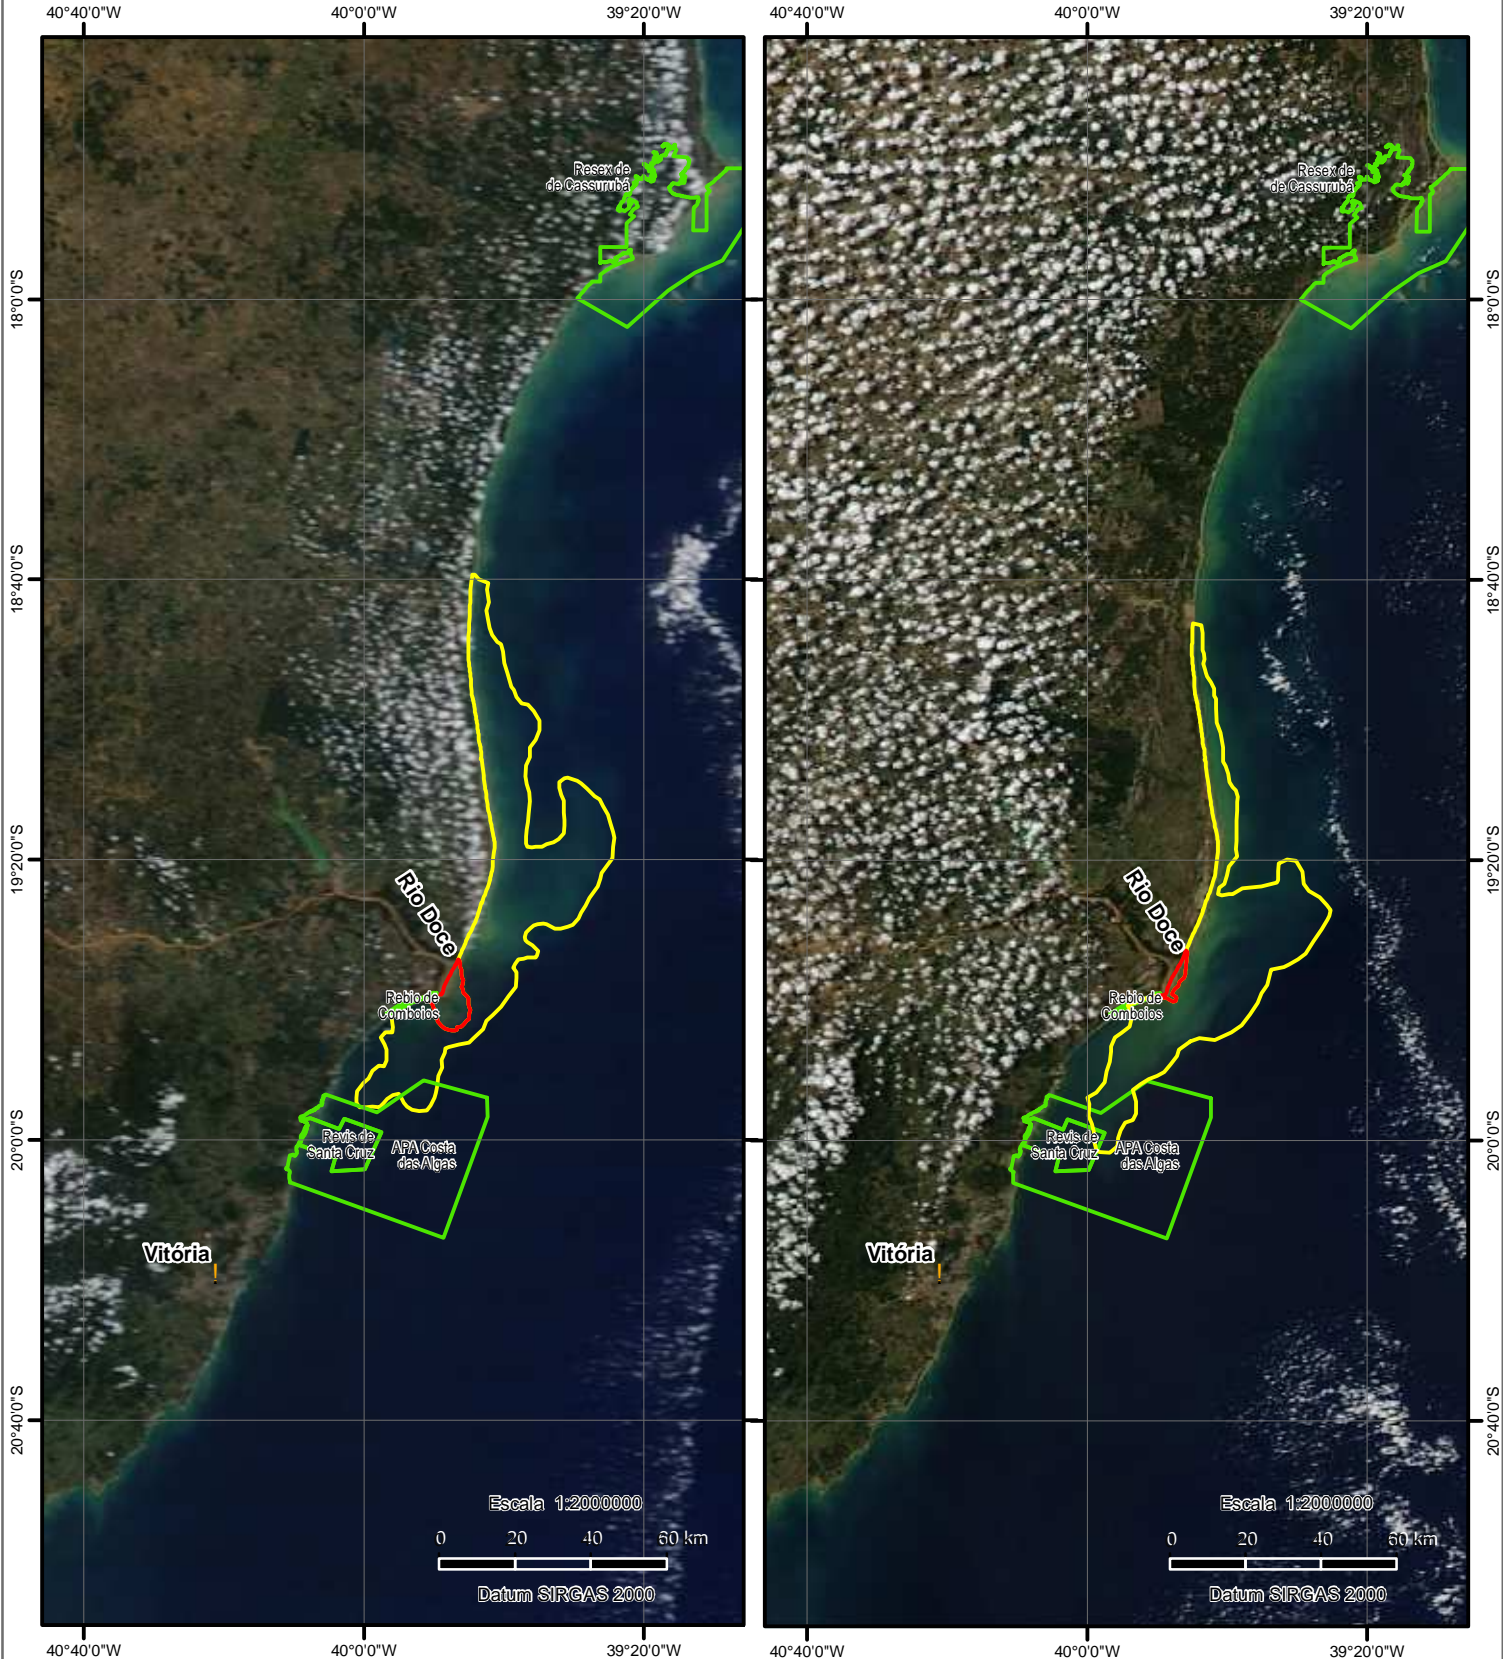 40°40'0"W 40°0'0"W 39°20'0"W
40°40'0"W 40°0'0"W 39°20'0"W
Resex de
de Cassurubá
18°0'0"S
18°40'0"S
19°20'0"S
Rio Doce
Rebio de
Comboios
20°0'0"S
Revis de
Santa Cruz
APA Costa
das Algas
Vitória
!
20°40'0"S
Escala 1:2000000
0 20 40 60 km
Datum SIRGAS 2000
40°40'0"W 40°0'0"W 39°20'0"W
Resex de
de Cassurubá
18°0'0"S
18°40'0"S
19°20'0"S
Rio Doce
Rebio de
Comboios
20°0'0"S
Revis de
Santa Cruz
APA Costa
das Algas
Vitória
!
20°40'0"S
Escala 1:2000000
0 20 40 60 km
Datum SIRGAS 2000
40°40'0"W 40°0'0"W 39°20'0"W